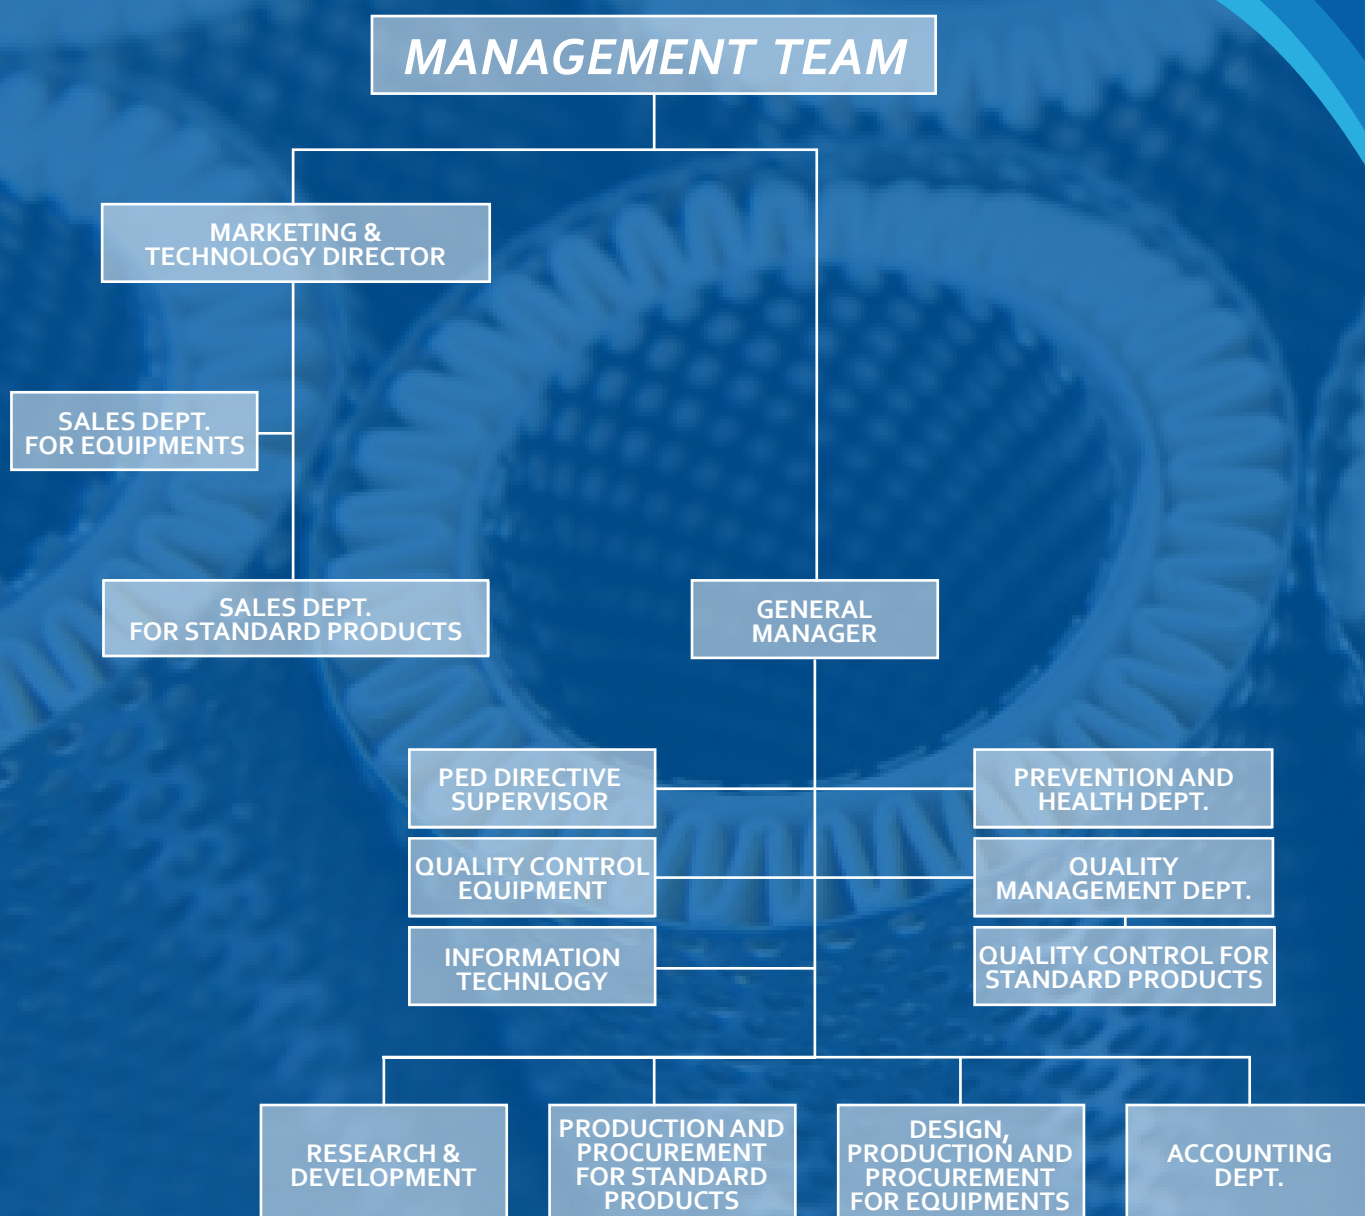 MANAGEMENT TEAM
MARKETING &
TECHNOLOGY DIRECTOR
SALES DEPT.
FOR EQUIPMENTS
SALES DEPT.
FOR STANDARD PRODUCTS
GENERAL
MANAGER
PED DIRECTIVE
SUPERVISOR
PREVENTION AND
HEALTH DEPT.
QUALITY CONTROL
EQUIPMENT
QUALITY
MANAGEMENT DEPT.
INFORMATION
TECHNLOGY
QUALITY CONTROL FOR
STANDARD PRODUCTS
RESEARCH &
DEVELOPMENT
PRODUCTION AND
PROCUREMENT
FOR STANDARD
PRODUCTS
DESIGN,
PRODUCTION AND
PROCUREMENT
FOR EQUIPMENTS
ACCOUNTING
DEPT.